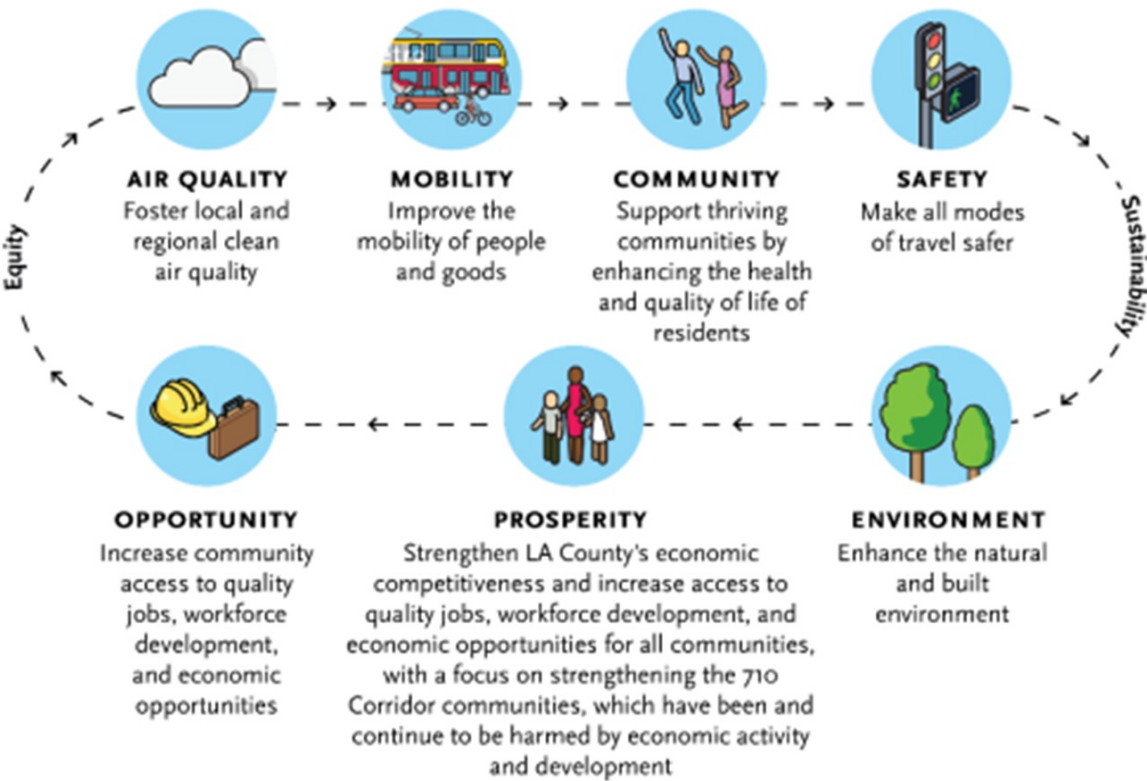 AIR QUALITY
Foster local and
regional clean
air quality
MOBILITY
Improve the
mobility of people
and goods
COMMUNITY
Support thriving
communities by
enhancing the health
and quality of life of
residents
SAFETY
Make all modes
of travel safer
Sustainability
ENVIRONMENT
Enhance the natural
and built
environment
PROSPERITY
Strengthen LA County's economic
competitiveness and increase access to
quality jobs, workforce development, and
economic opportunities for all communities,
with a focus on strengthening the 710
Corridor communities, which have been and
continue to be harmed by economic activity
and development
OPPORTUNITY
Increase community
access to quality
jobs, workforce
development,
and economic
opportunities
Equity